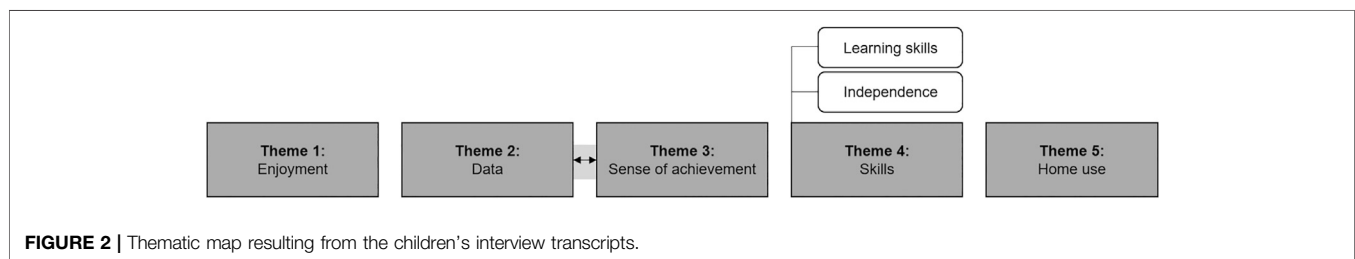 Learning skills
Independence
Theme 1:
Enjoyment
Theme 2:
Data
Theme 3:
Sense of achievement
Theme 4:
Skills
Theme 5:
Home use
FIGURE 2 | Thematic map resulting from the children's interview transcripts.